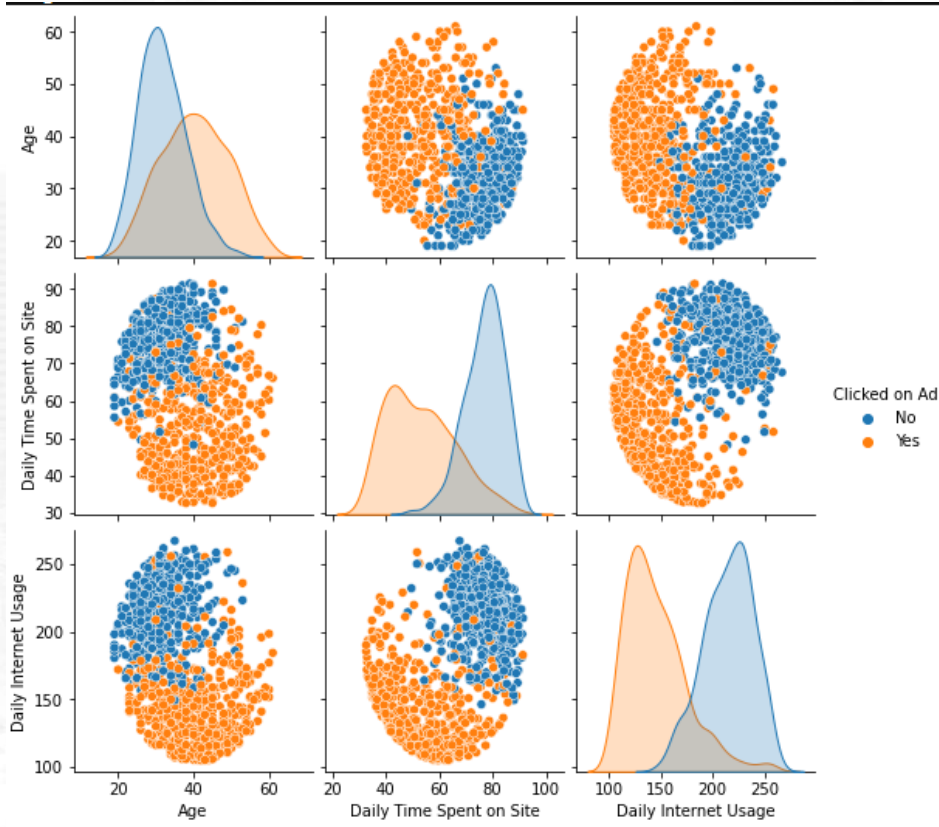 60
50
40
30
20
Age
90
80
70
60
50
40
30
Daily Time Spent on Site
Clicked on Ad
No
Yes
250
200
150
100
Daily Internet Usage
20 40 60
20 40 60 80 100
100 150 200 250
Age
Daily Time Spent on Site
Daily Internet Usage